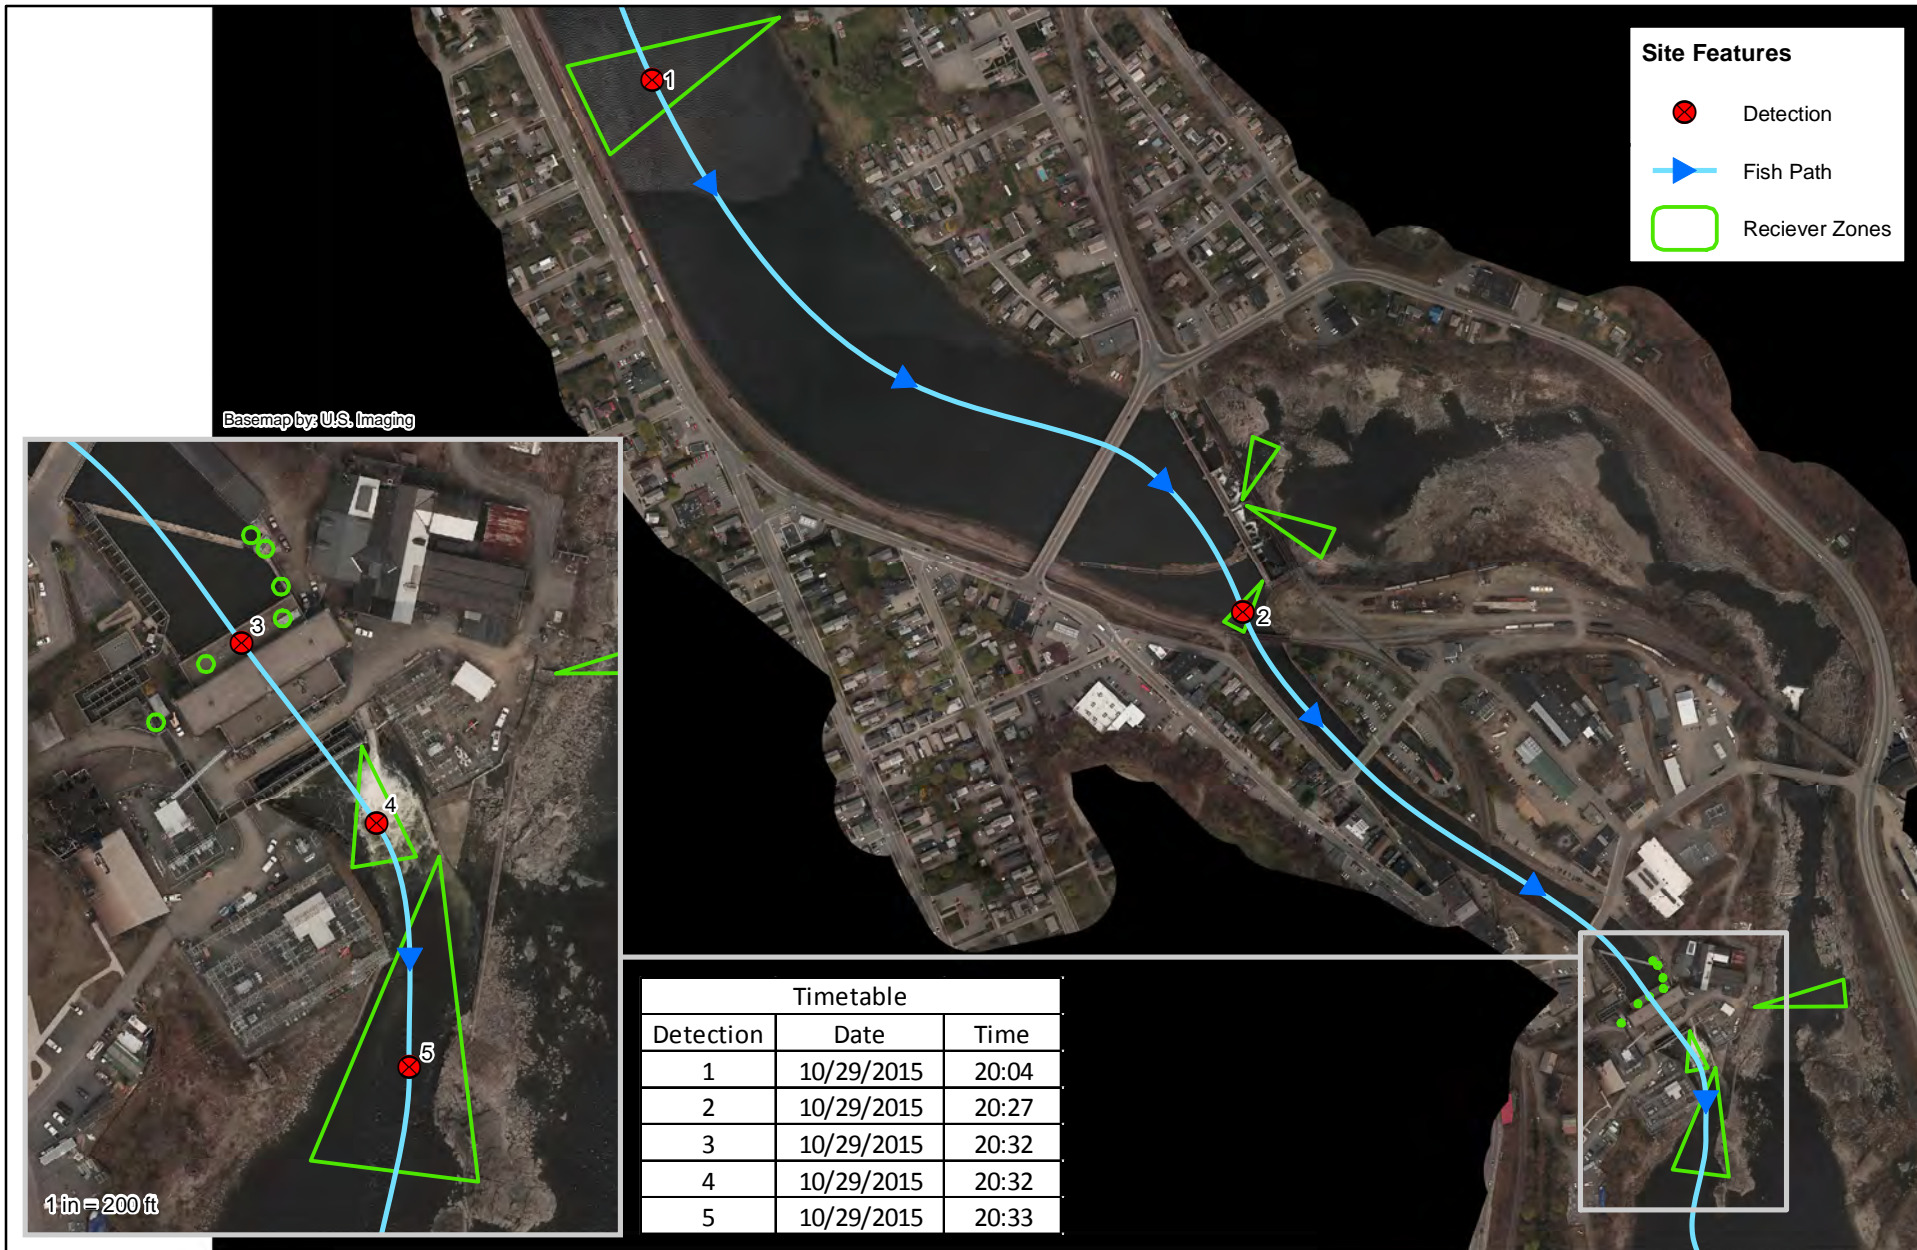 Site Features
Detection
Fish Path
Reciever Zones
1
2
Basemap by: U.S. Imaging
3
4
5
1 in = 200 ft
Timetable
Detection Date Time
1 10/29/2015 20:04
2 10/29/2015 20:27
3 10/29/2015 20:32
4 10/29/2015 20:32
5 10/29/2015 20:33